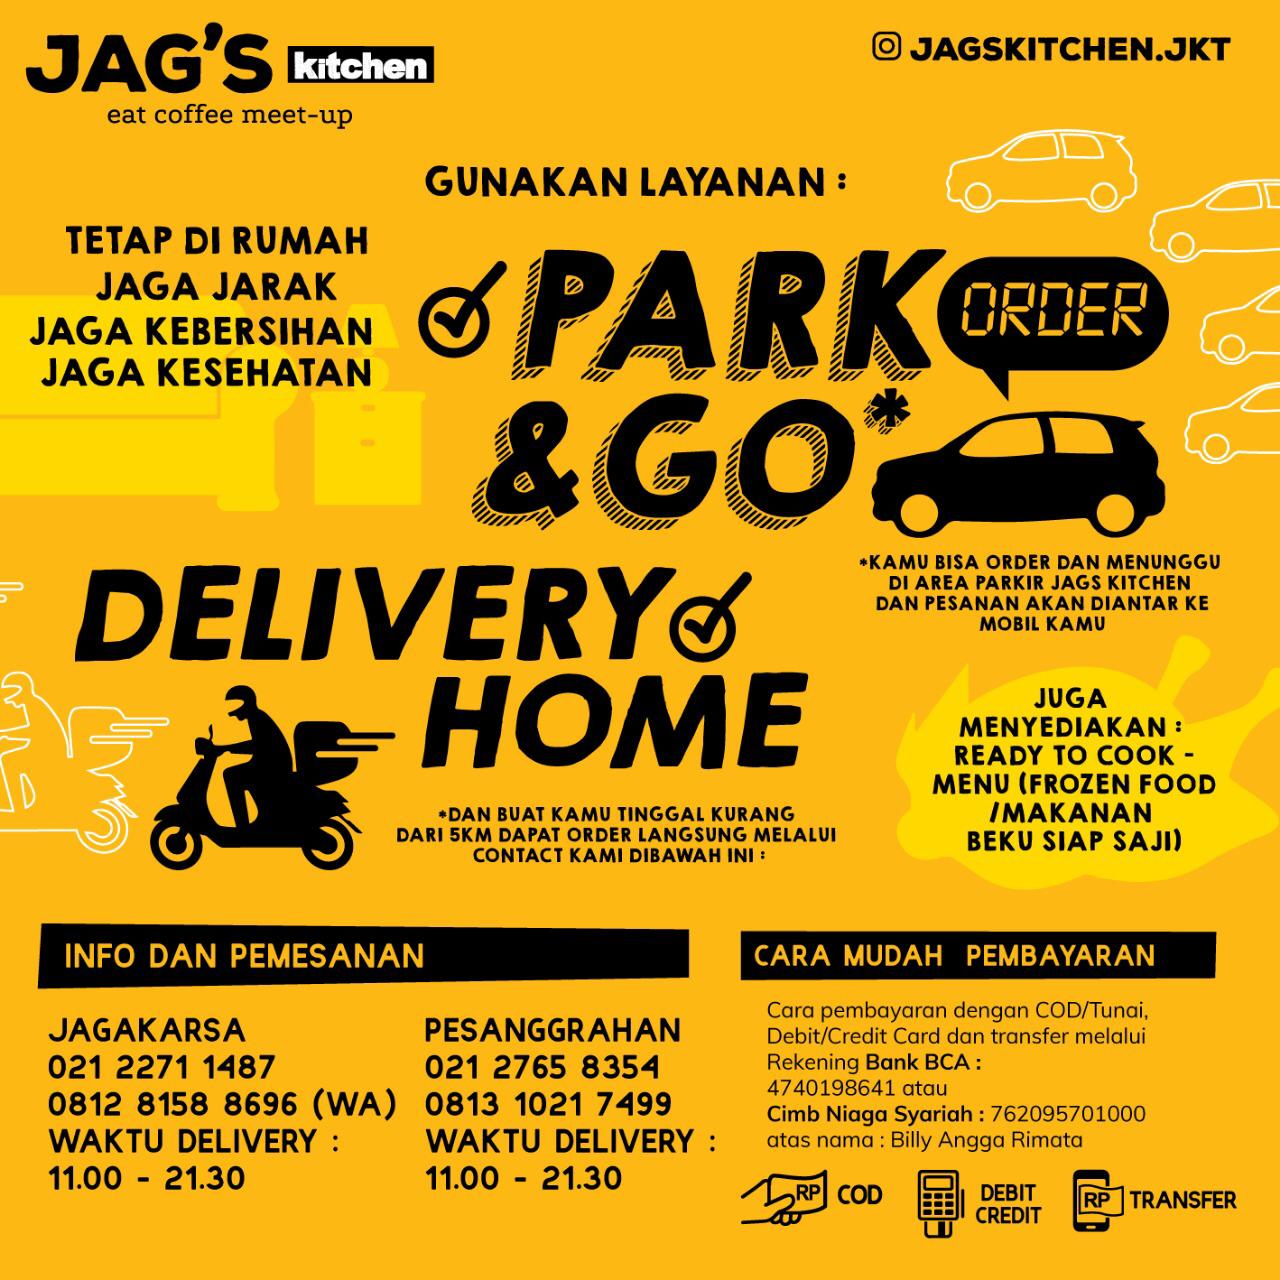 JAG'S kitchen
eat coffee meet-up
JAGSKITCHEN.JKT
GUNAKAN LAYANAN :
TETAP DI RUMAH
JAGA JARAK
JAGA KEBERSIHAN
JAGA KESEHATAN
PARK
&GO*
ORDER
*KAMU BISA ORDER DAN MENUNGGU
DI AREA PARKIR JAGS KITCHEN
DAN PESANAN AKAN DIANTAR KE
MOBIL KAMU
DELIVERY
HOME
*DAN BUAT KAMU TINGGAL KURANG
DARI 5KM DAPAT ORDER LANGSUNG MELALUI
CONTACT KAMI DIBAWAH INI :
JUGA
MENYEDIAKAN :
READY TO COOK -
MENU (FROZEN FOOD
/MAKANAN
BEKU SIAP SAJI)
INFO DAN PEMESANAN
JAGAKARSA
021 2271 1487
0812 8158 8696 (WA)
WAKTU DELIVERY :
11.00 - 21.30
PESANGGRAHAN
021 2765 8354
0813 1021 7499
WAKTU DELIVERY :
11.00 - 21.30
CARA MUDAH PEMBAYARAN
Cara pembayaran dengan COD/Tunai,
Debit/Credit Card dan transfer melalui
Rekening Bank BCA :
4740198641 atau
Cimb Niaga Syariah : 762095701000
atas nama : Billy Angga Rimata
RP COD
DEBIT
CREDIT
RP TRANSFER